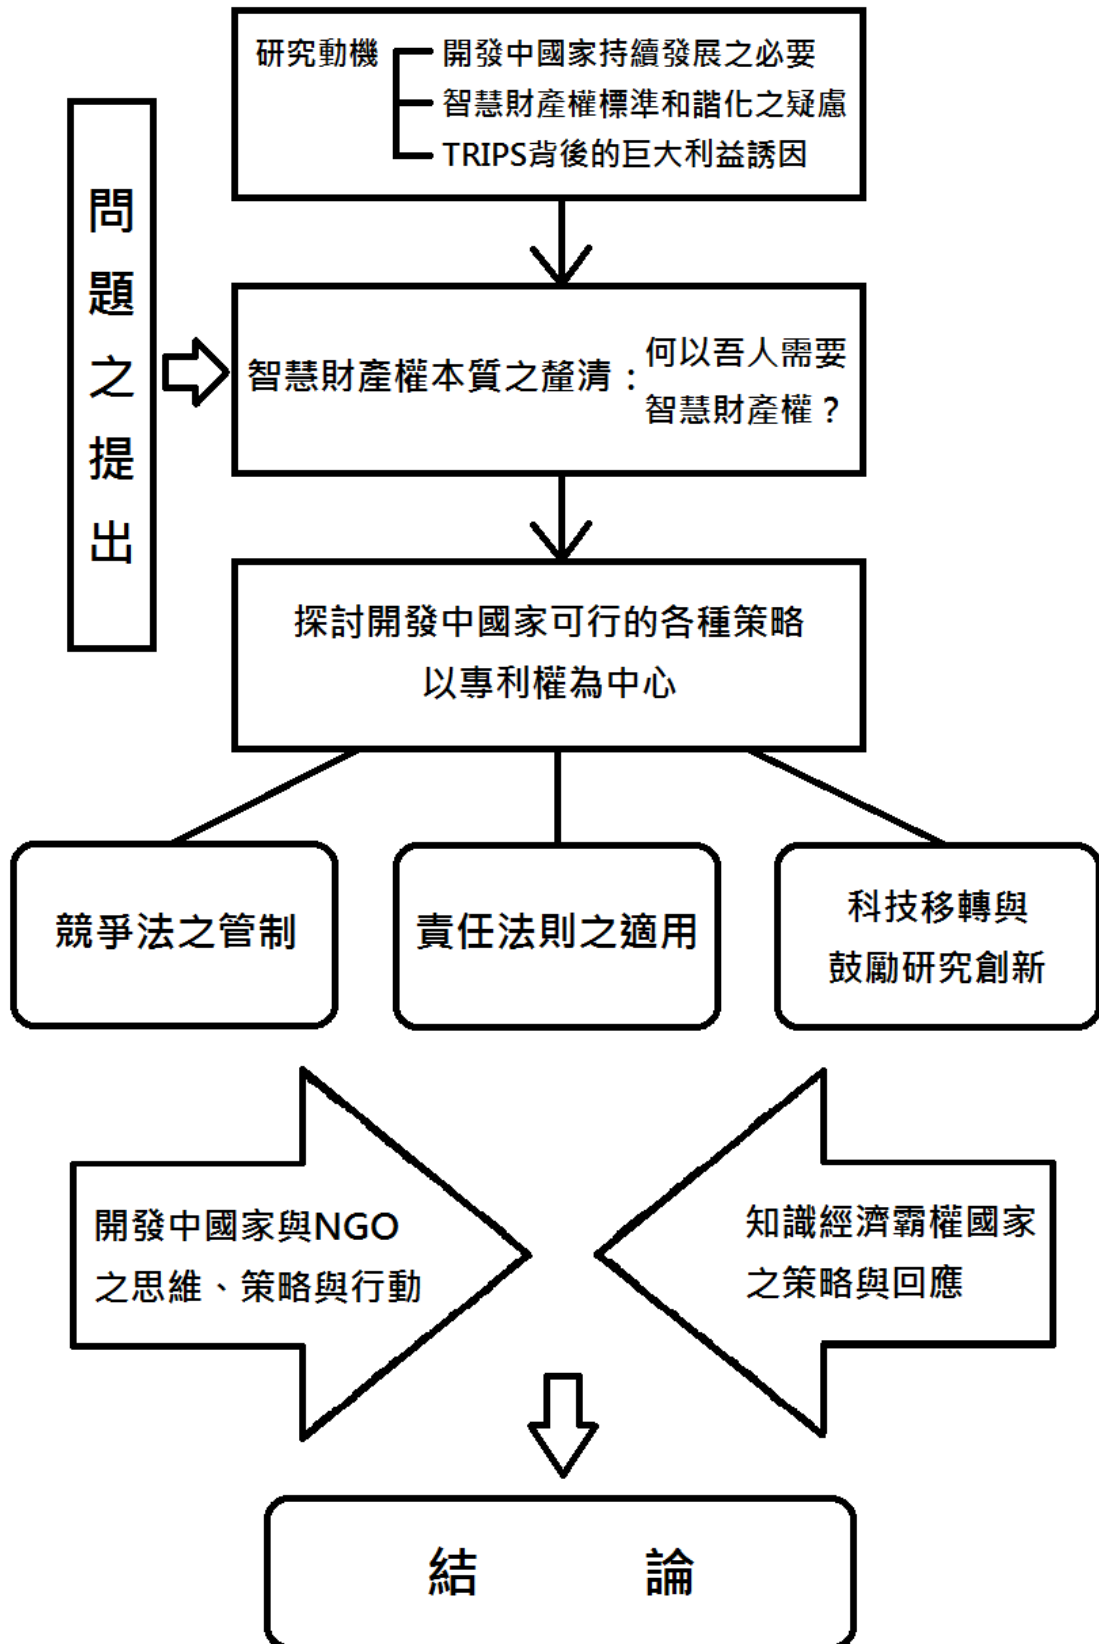 研究動機
開發中國家持續發展之必要
智慧財產權標準和諧化之疑慮
TRIPS背後的巨大利益誘因
問題之提出
智慧財產權本質之釐清：
何以吾人需要
智慧財產權？
探討開發中國家可行的各種策略
以專利權為中心
競爭法之管制
責任法則之適用
科技移轉與
鼓勵研究創新
開發中國家與NGO
之思維、策略與行動
知識經濟霸權國家
之策略與回應
結 論